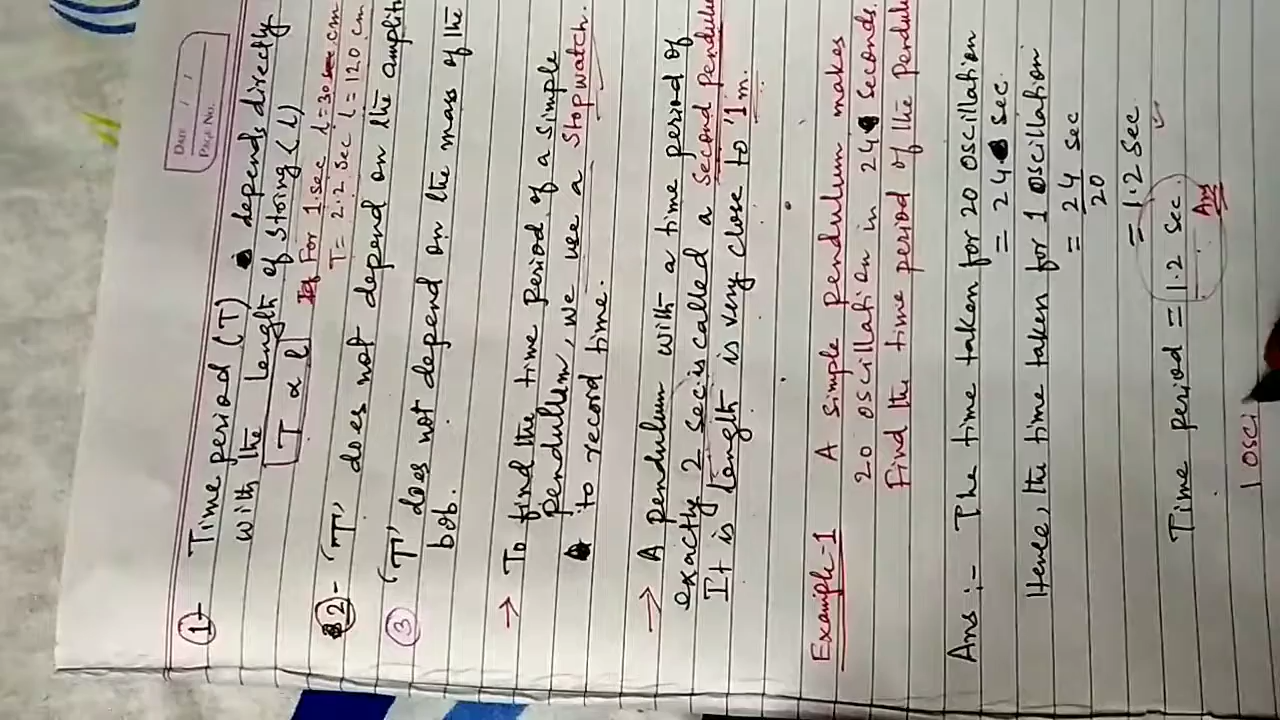 DATE / /
PAGE NO.
1- Time period (T) depends directly
with the length of string (l)
T α l
For 1.sec l=30 cm
T= 2.2 sec l=120 cm
2- 'T' does not depend on the amplit
3 'T' does not depend on the mass of the
bob.
→ To find the time period of a simple
pendulum, we use a Stopwatch.
to record time.
→ A pendulum with a time period of
exactly 2 sec is called a second pendul
It is length is very close to '1m.
Example-1 A simple pendulum makes
20 oscillation in 24 seconds.
Find the time period of the pendul
Ans :- The time taken for 20 oscillation
= 24 sec.
Hence, the time taken for 1 oscillation
= 24 sec
20
= 1.2 sec
Time period = 1.2 sec.
Ans
1 osci